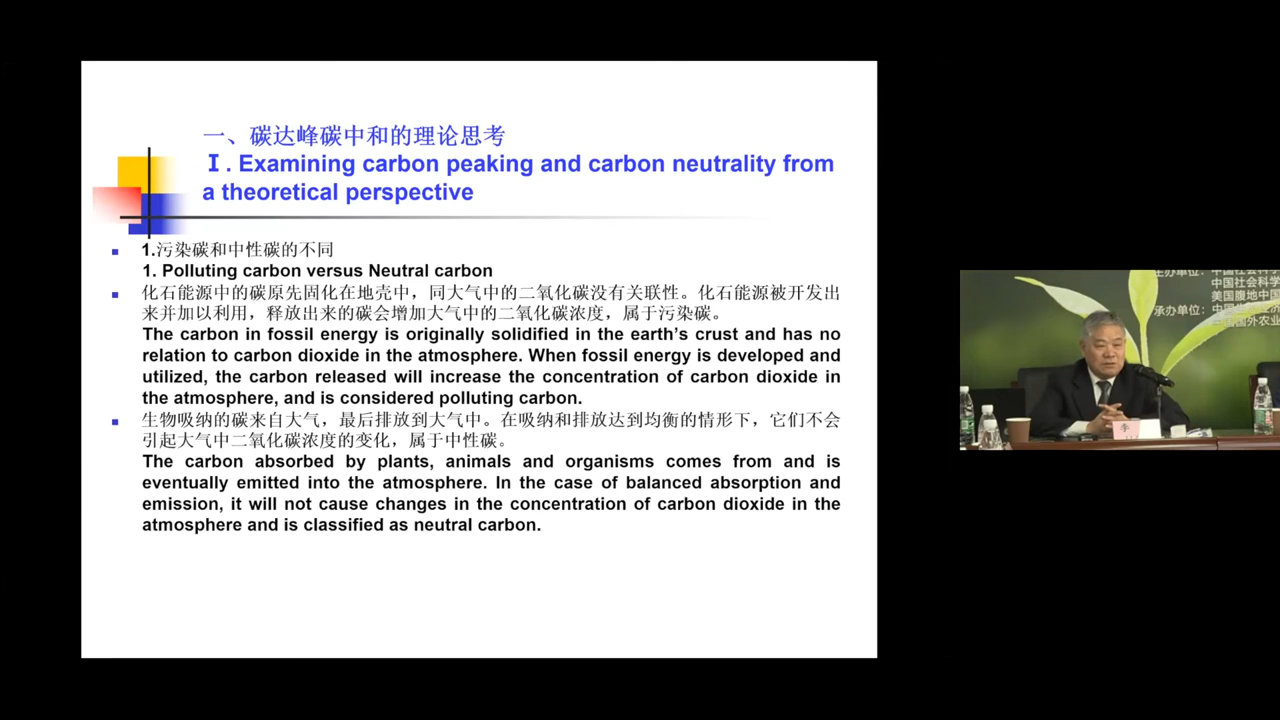 一、碳达峰碳中和的理论思考
Ⅰ. Examining carbon peaking and carbon neutrality from
a theoretical perspective
1.污染碳和中性碳的不同
1. Polluting carbon versus Neutral carbon
化石能源中的碳原先固化在地壳中，同大气中的二氧化碳没有关联性。化石能源被开发出
来并加以利用，释放出来的碳会增加大气中的二氧化碳浓度，属于污染碳。
The carbon in fossil energy is originally solidified in the earth’s crust and has no
relation to carbon dioxide in the atmosphere. When fossil energy is developed and
utilized, the carbon released will increase the concentration of carbon dioxide in
the atmosphere, and is considered polluting carbon.
生物吸纳的碳来自大气，最后排放到大气中。在吸纳和排放达到均衡的情形下，它们不会
引起大气中二氧化碳浓度的变化，属于中性碳。
The carbon absorbed by plants, animals and organisms comes from and is
eventually emitted into the atmosphere. In the case of balanced absorption and
emission, it will not cause changes in the concentration of carbon dioxide in the
atmosphere and is classified as neutral carbon.
主办单位：中国社会科学
中国社会科学
美国腹地中国
承办单位：中国
中国国外农业
李